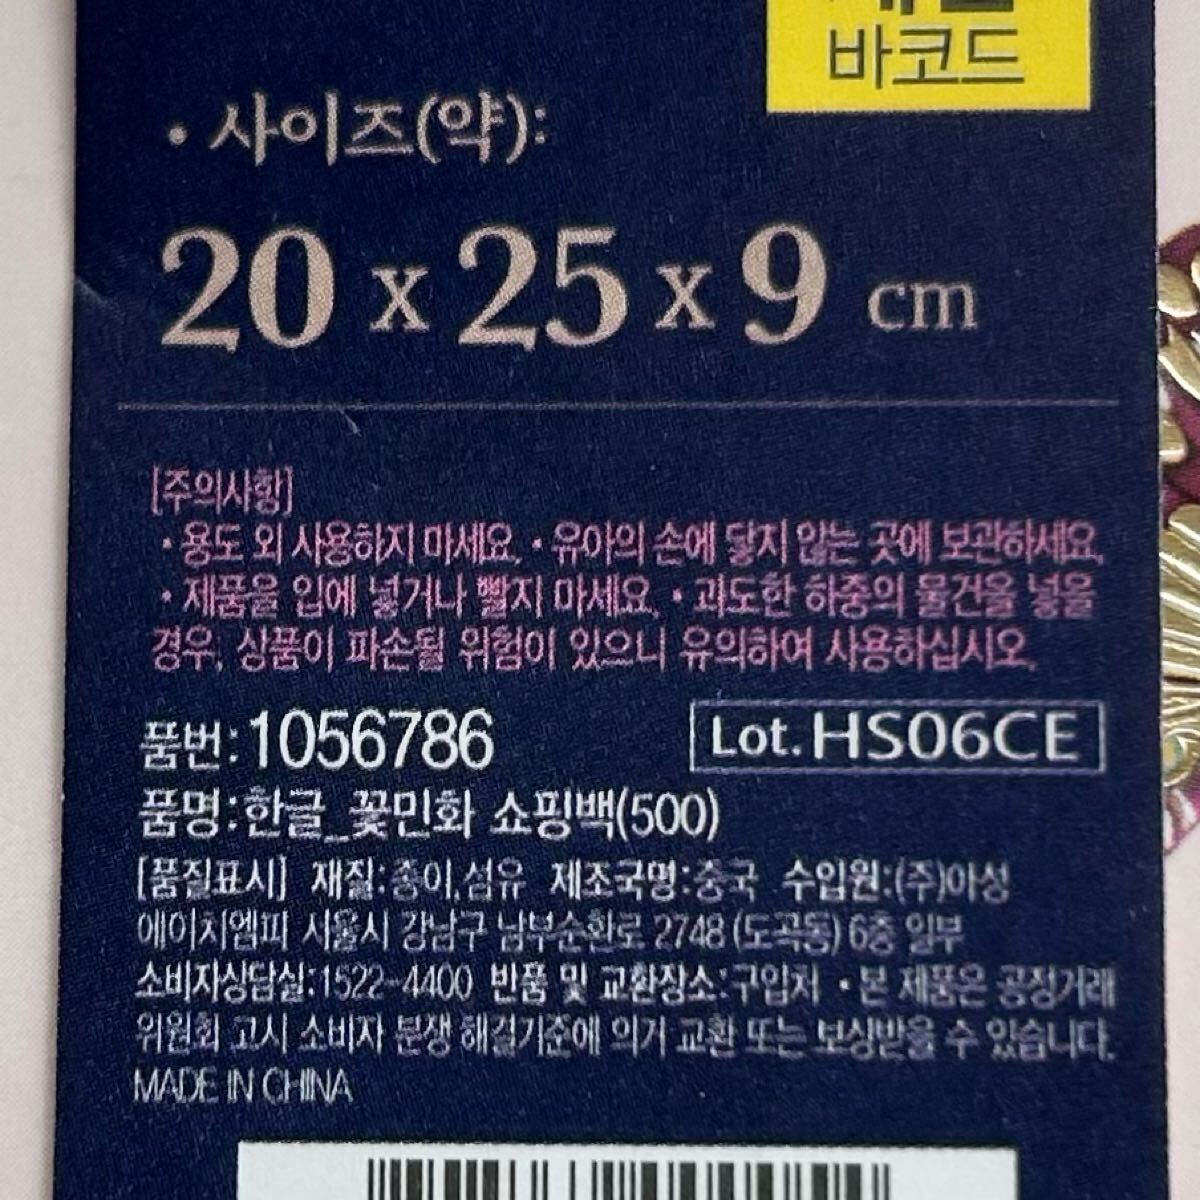 바코드
• 사이즈(약):
20 x 25 x 9 cm
[주의사항]
• 용도 외 사용하지 마세요. • 유아의 손에 닿지 않는 곳에 보관하세요.
• 제품을 입에 넣거나 빨지 마세요. • 과도한 하중의 물건을 넣을
경우, 상품이 파손될 위험이 있으니 유의하여 사용하십시오.
품번:1056786
Lot.HS06CE
품명:한글_꽃민화 쇼핑백(500)
[품질표시] 재질:종이,섬유 제조국명:중국 수입원:(주)아성
에이치엠피 서울시 강남구 남부순환로 2748 (도곡동) 6층 일부
소비자상담실:1522-4400 반품 및 교환장소:구입처 • 본 제품은 공정거래
위원회 고시 소비자 분쟁 해결기준에 의거 교환 또는 보상받을 수 있습니다.
MADE IN CHINA